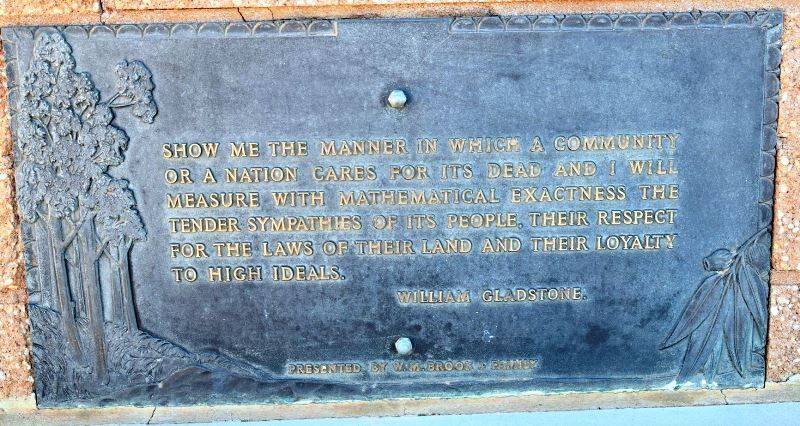 SHOW ME THE MANNER IN WHICH A COMMUNITY
OR A NATION CARES FOR ITS DEAD AND I WILL
MEASURE WITH MATHEMATICAL EXACTNESS THE
TENDER SYMPATHIES OF ITS PEOPLE, THEIR RESPECT
FOR THE LAWS OF THEIR LAND AND THEIR LOYALTY
TO HIGH IDEALS.
WILLIAM GLADSTONE.
PRESENTED BY W.M. BROOK & FAMILY